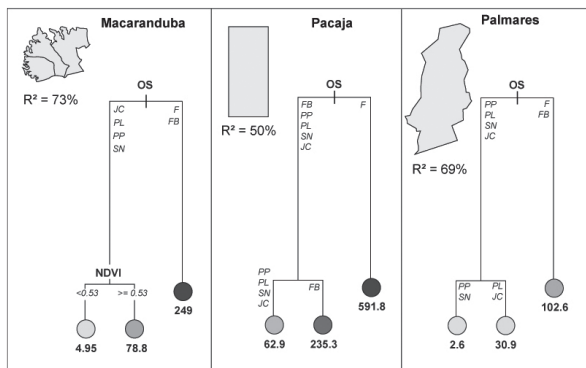 Macaranduba
R² = 73%
OS
JC
PL
PP
SN
F
FB
NDVI
<0.53
>= 0.53
4.95
78.8
249
Pacaja
R² = 50%
OS
FB
PP
PL
SN
JC
F
PP
PL
SN
JC
FB
62.9
235.3
591.8
Palmares
R² = 69%
OS
PP
PL
SN
JC
F
FB
PP
SN
PL
JC
2.6
30.9
102.6